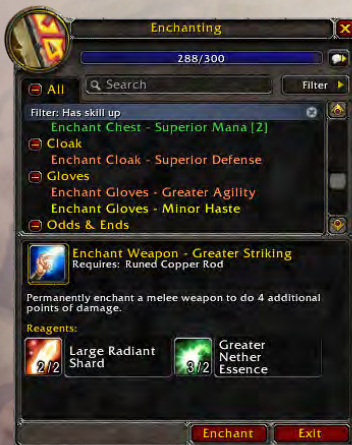 Enchanting
288/300
All
Search
Filter
Filter: Has skill up
Enchant Chest - Superior Mana [2]
Cloak
Enchant Cloak - Superior Defense
Gloves
Enchant Gloves - Greater Agility
Enchant Gloves - Minor Haste
Odds & Ends
Enchant Weapon - Greater Striking
Requires: Runed Copper Rod
Permanently enchant a melee weapon to do 4 additional
points of damage.
Reagents:
2/2
Large Radiant
Shard
3/2
Greater
Nether
Essence
Enchant
Exit